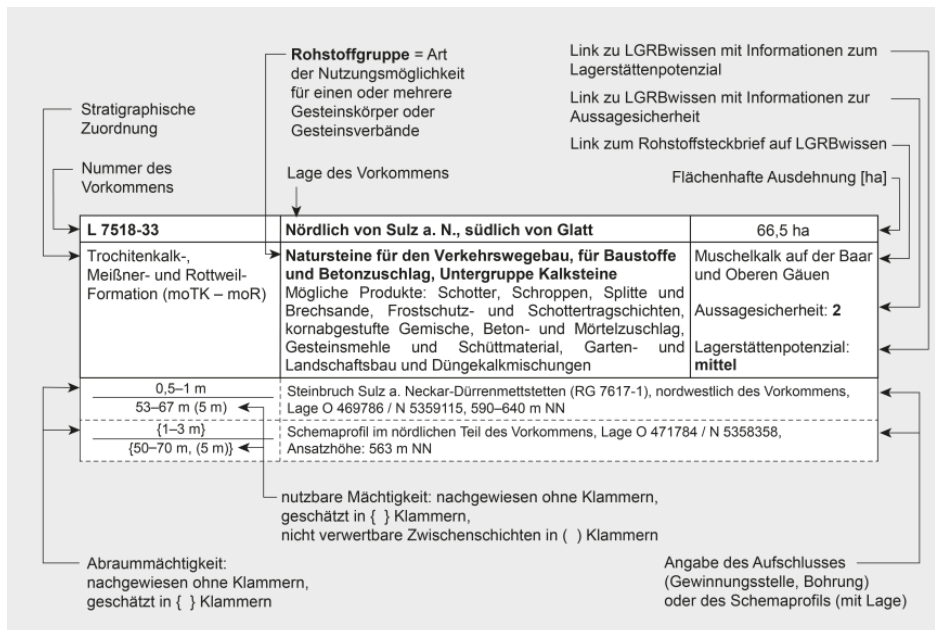 Rohstoffgruppe = Art
der Nutzungsmöglichkeit
für einen oder mehrere
Gesteinskörper oder
Gesteinsverbände
Link zu LGRBwissen mit Informationen zum
Lagerstättenpotenzial
Link zu LGRBwissen mit Informationen zur
Aussagesicherheit
Link zum Rohstoffsteckbrief auf LGRBwissen
Stratigraphische
Zuordnung
Nummer des
Vorkommens
Lage des Vorkommens
Flächenhafte Ausdehnung [ha]
L 7518-33
Nördlich von Sulz a. N., südlich von Glatt
66,5 ha
Trochitenkalk-,
Meißner- und Rottweil-
Formation (moTK – moR)
Natursteine für den Verkehrswegebau, für Baustoffe
und Betonzuschlag, Untergruppe Kalksteine
Mögliche Produkte: Schotter, Schroppen, Splitte und
Brechsande, Frostschutz- und Schottertragschichten,
kornabgestufte Gemische, Beton- und Mörtelzuschlag,
Gesteinsmehle und Schüttmaterial, Garten- und
Landschaftsbau und Düngekalkmischungen
Muschelkalk auf der Baar
und Oberen Gäuen
Aussagesicherheit: 2
Lagerstättenpotenzial:
mittel
0,5–1 m
53–67 m (5 m)
Steinbruch Sulz a. Neckar-Dürrenmettstetten (RG 7617-1), nordwestlich des Vorkommens,
Lage O 469786 / N 5359115, 590–640 m NN
{1–3 m}
{50–70 m, (5 m)}
Schemaprofil im nördlichen Teil des Vorkommens, Lage O 471784 / N 5358358,
Ansatzhöhe: 563 m NN
nutzbare Mächtigkeit: nachgewiesen ohne Klammern,
geschätzt in { } Klammern,
nicht verwertbare Zwischenschichten in ( ) Klammern
Abraummächtigkeit:
nachgewiesen ohne Klammern,
geschätzt in { } Klammern
Angabe des Aufschlusses
(Gewinnungsstelle, Bohrung)
oder des Schemaprofils (mit Lage)